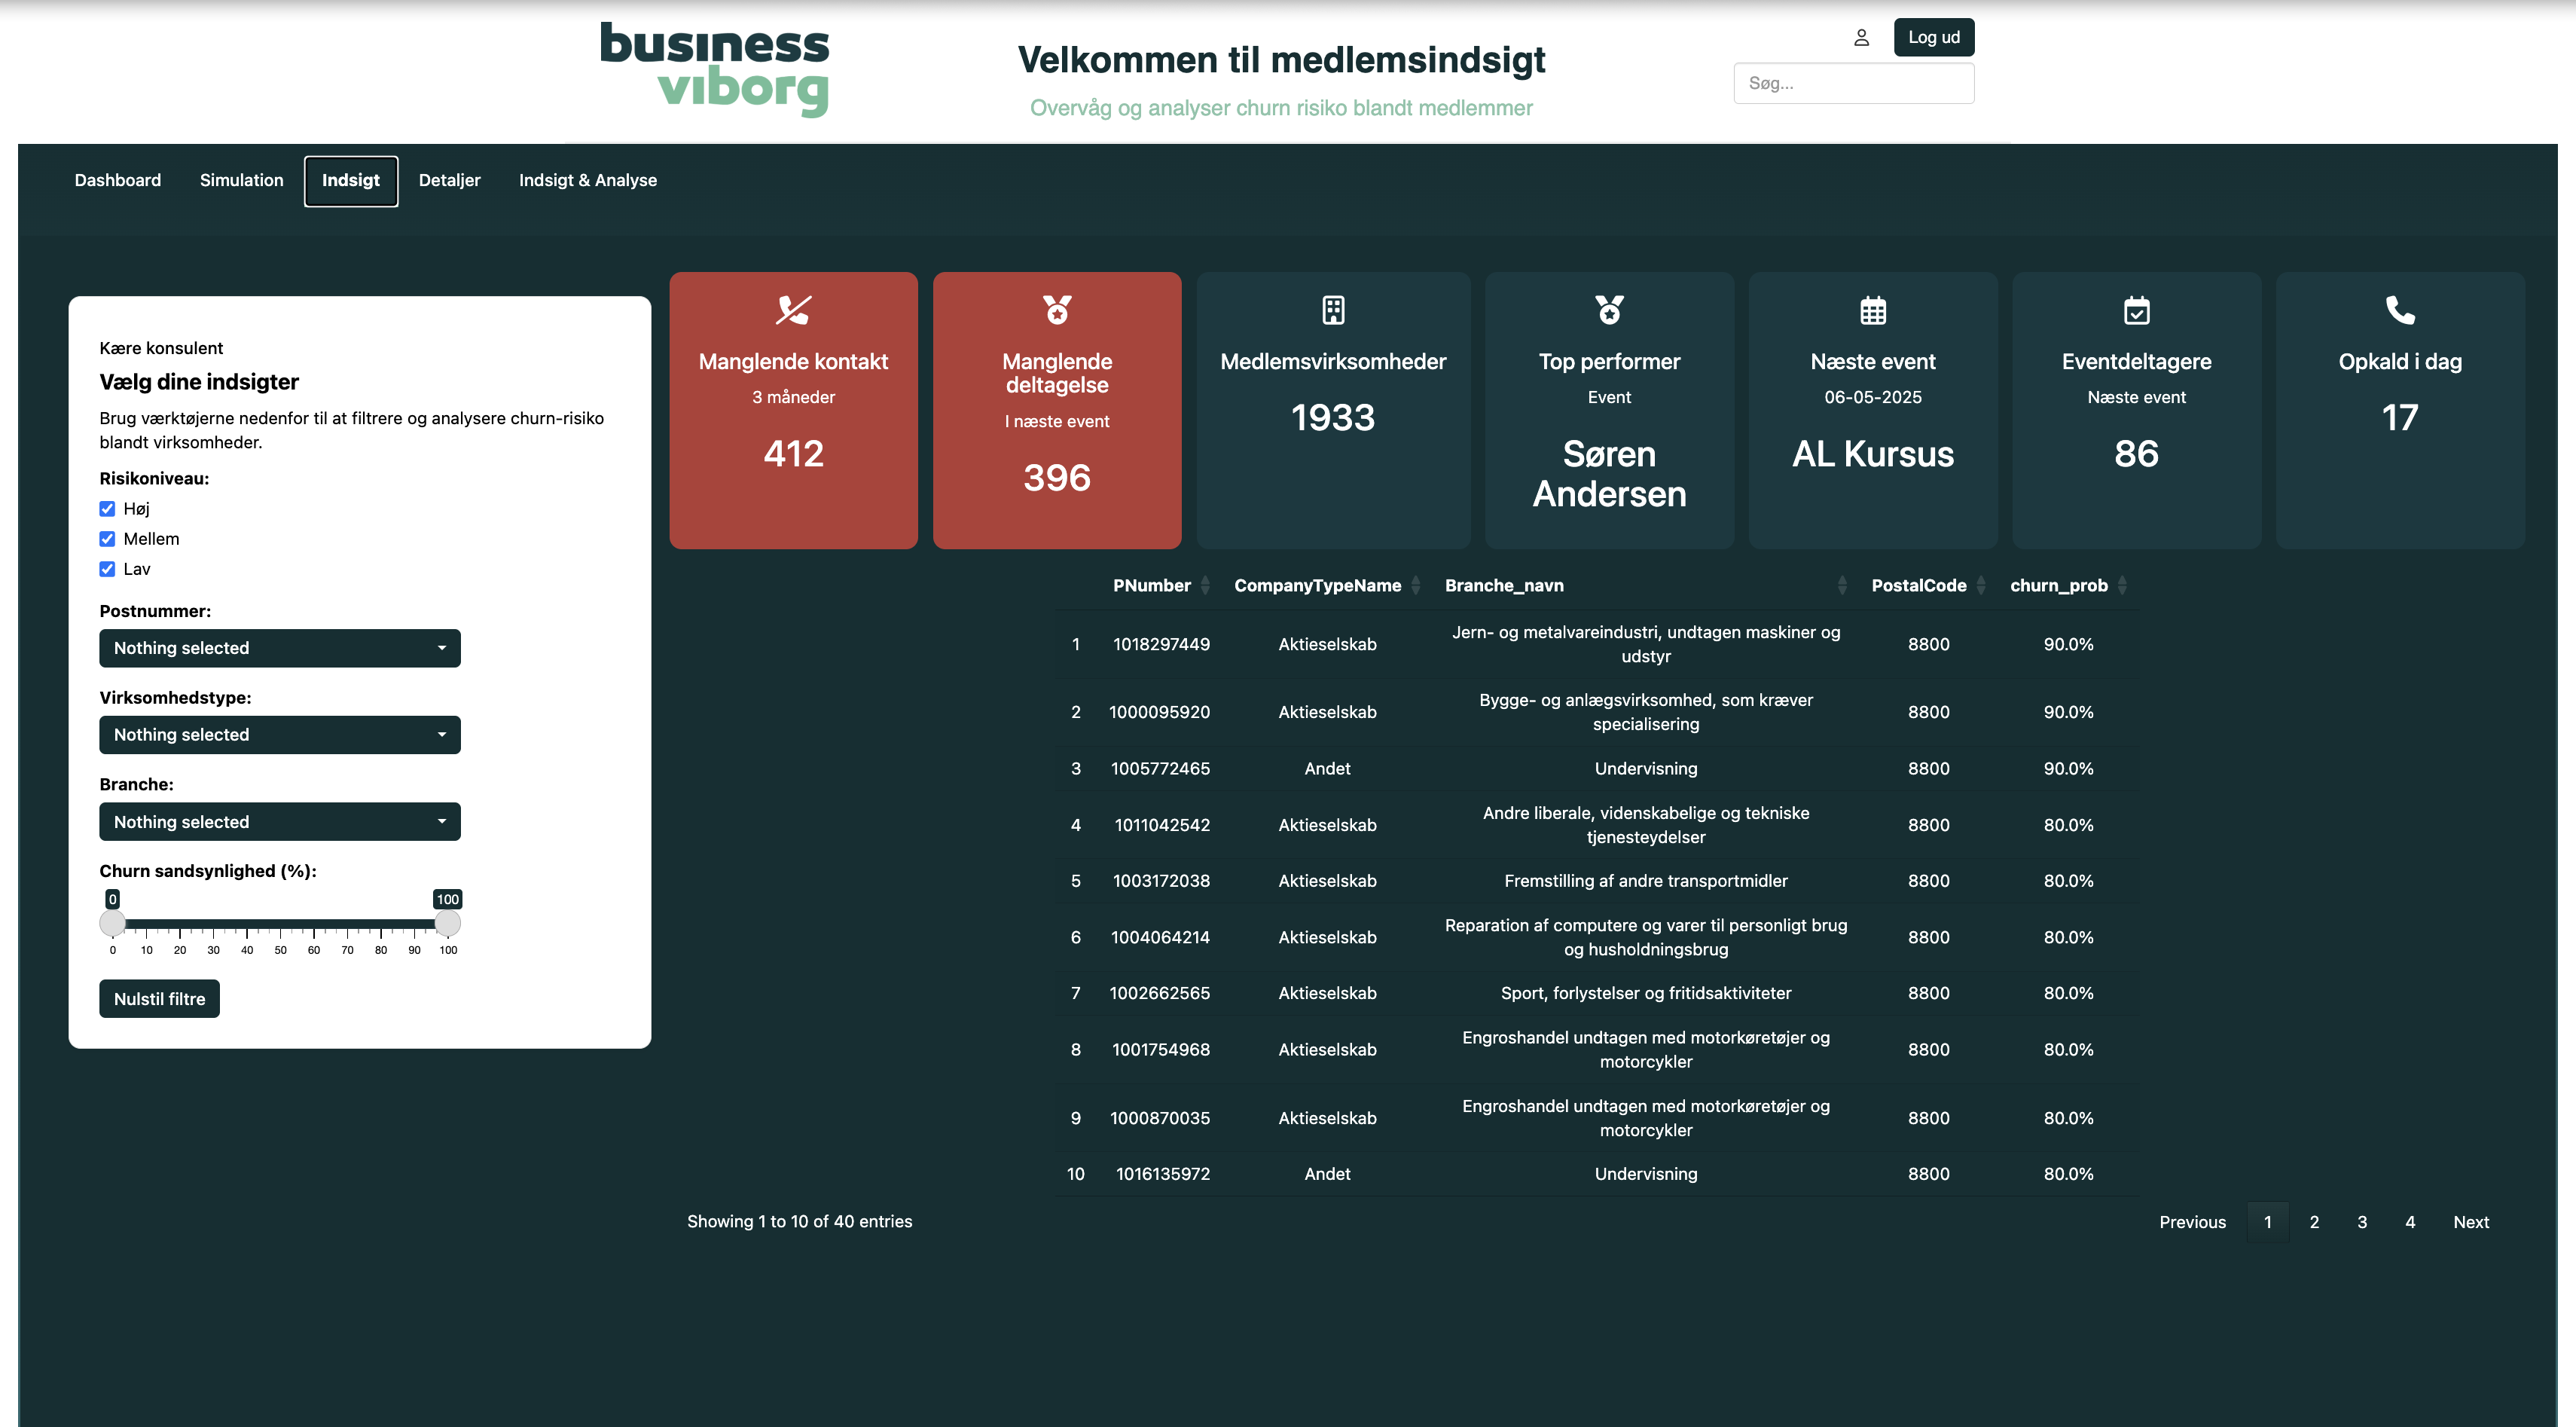 business
viborg
Velkommen til medlemsindsigt
Overvåg og analyser churn risiko blandt medlemmer
Log ud
Søg...
Dashboard Simulation Indsigt Detaljer Indsigt & Analyse
Kære konsulent
Vælg dine indsigter
Brug værktøjerne nedenfor til at filtrere og analysere churn-risiko
blandt virksomheder.
Risikoniveau:
Høj
Mellem
Lav
Postnummer:
Nothing selected
Virksomhedstype:
Nothing selected
Branche:
Nothing selected
Churn sandsynlighed (%):
0 100
0 10 20 30 40 50 60 70 80 90 100
Nulstil filtre
Manglende kontakt
3 måneder
412
Manglende
deltagelse
I næste event
396
Medlemsvirksomheder
1933
Top performer
Event
Søren
Andersen
Næste event
06-05-2025
AL Kursus
Eventdeltagere
Næste event
86
Opkald i dag
17
PNumber CompanyTypeName Branche_navn PostalCode churn_prob
1 1018297449 Aktieselskab Jern- og metalvareindustri, undtagen maskiner og
udstyr 8800 90.0%
2 1000095920 Aktieselskab Bygge- og anlægsvirksomhed, som kræver
specialisering 8800 90.0%
3 1005772465 Andet Undervisning 8800 90.0%
4 1011042542 Aktieselskab Andre liberale, videnskabelige og tekniske
tjenesteydelser 8800 80.0%
5 1003172038 Aktieselskab Fremstilling af andre transportmidler 8800 80.0%
6 1004064214 Aktieselskab Reparation af computere og varer til personligt brug
og husholdningsbrug 8800 80.0%
7 1002662565 Aktieselskab Sport, forlystelser og fritidsaktiviteter 8800 80.0%
8 1001754968 Aktieselskab Engroshandel undtagen med motorkøretøjer og
motorcykler 8800 80.0%
9 1000870035 Aktieselskab Engroshandel undtagen med motorkøretøjer og
motorcykler 8800 80.0%
10 1016135972 Andet Undervisning 8800 80.0%
Showing 1 to 10 of 40 entries
Previous 1 2 3 4 Next